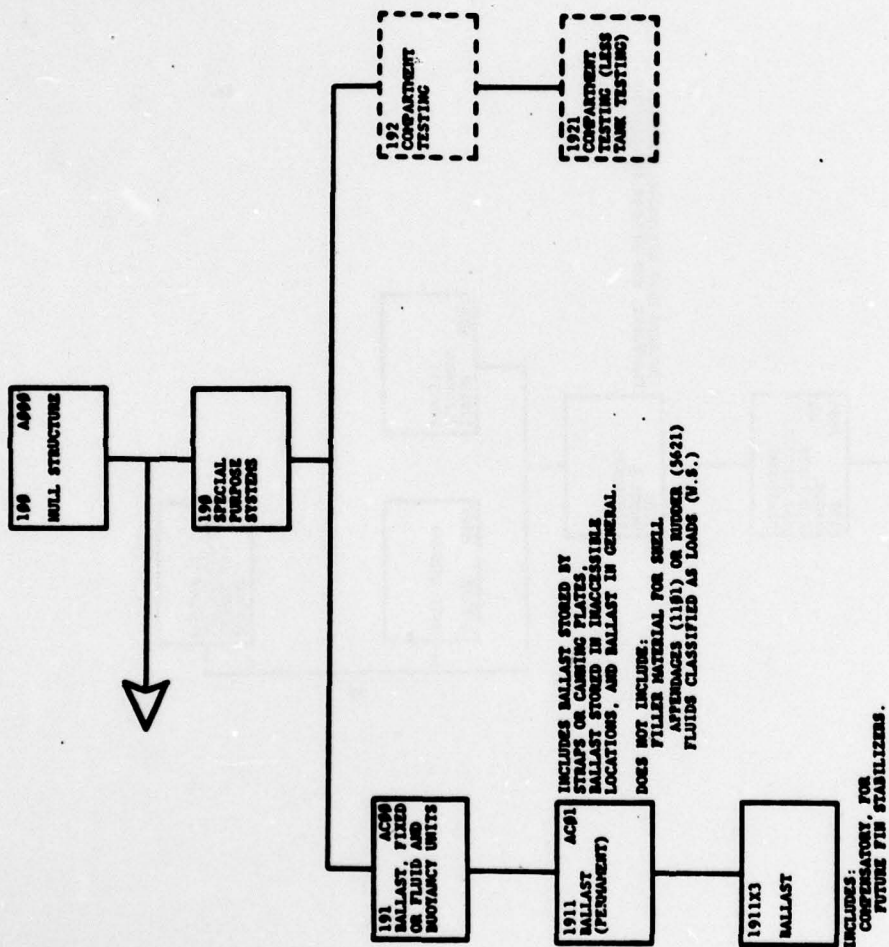 100 A000
HULL STRUCTURE
190
SPECIAL
PURPOSE
SYSTEMS
191 AC00
BALLAST, FIXED
OR FLUID AND
BUOYANCY UNITS
192
COMPARTMENT
TESTING
1911 AC01
BALLAST
(PERMANENT)
INCLUDES BALLAST STORED BY
STRAPS OR CANNING PLATES,
BALLAST STORED IN INACCESSIBLE
LOCATIONS, AND BALLAST IN GENERAL.
DOES NOT INCLUDE:
FILLER MATERIAL FOR SHELL
APPENDAGES (1101) OR RUDDER (5621)
FLUIDS CLASSIFIED AS LOADS (W.S.)
1921
COMPARTMENT
TESTING (LESS
TANK TESTING)
1911X3
BALLAST
INCLUDES:
COMPENSATORY, FOR
FUTURE FIN STABILIZERS.